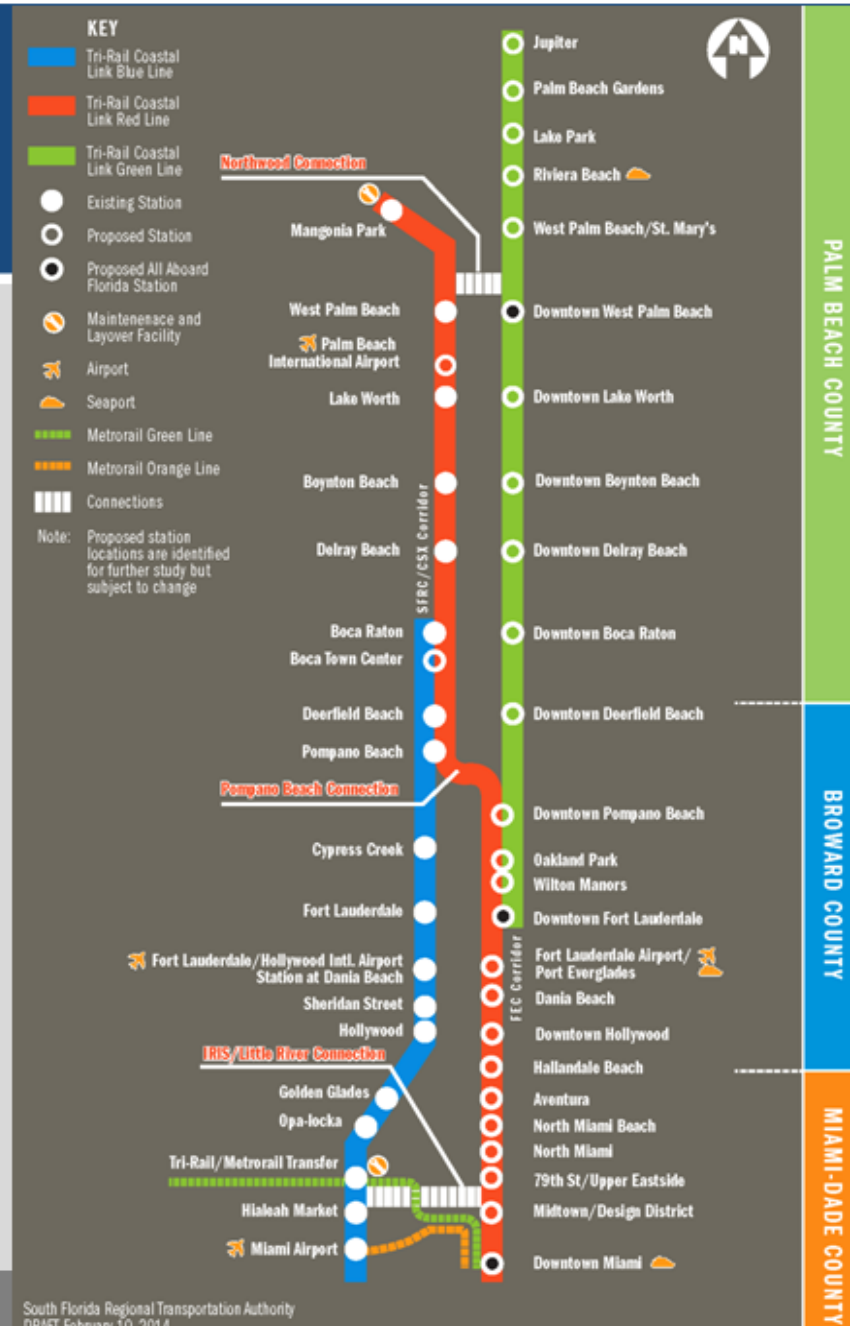 KEY
Tri-Rail Coastal
Link Blue Line
Tri-Rail Coastal
Link Red Line
Tri-Rail Coastal
Link Green Line
Existing Station
Proposed Station
Proposed All Aboard
Florida Station
Maintenenace and
Layover Facility
Airport
Seaport
Metrorail Green Line
Metrorail Orange Line
Connections
Note: Proposed station
locations are identified
for further study but
subject to change
N
Northwood Connection
Mangonia Park
West Palm Beach
Palm Beach
International Airport
Lake Worth
Boynton Beach
Delray Beach
SFRC/CSX Corridor
Boca Raton
Boca Town Center
Deerfield Beach
Pompano Beach
Pompano Beach Connection
Cypress Creek
Fort Lauderdale
Fort Lauderdale/Hollywood Intl. Airport
Station at Dania Beach
Sheridan Street
Hollywood
IRIS/Little River Connection
Golden Glades
Opa-locka
Tri-Rail/Metrorail Transfer
Hialeah Market
Miami Airport
Jupiter
Palm Beach Gardens
Lake Park
Riviera Beach
West Palm Beach/St. Mary's
Downtown West Palm Beach
Downtown Lake Worth
Downtown Boynton Beach
Downtown Delray Beach
Downtown Boca Raton
Downtown Deerfield Beach
Downtown Pompano Beach
Oakland Park
Wilton Manors
Downtown Fort Lauderdale
FEC Corridor
Fort Lauderdale Airport/
Port Everglades
Dania Beach
Downtown Hollywood
Hallandale Beach
Aventura
North Miami Beach
North Miami
79th St/Upper Eastside
Midtown/Design District
Downtown Miami
PALM BEACH COUNTY
BROWARD COUNTY
MIAMI-DADE COUNTY
South Florida Regional Transportation Authority
DRAFT February 10, 2014